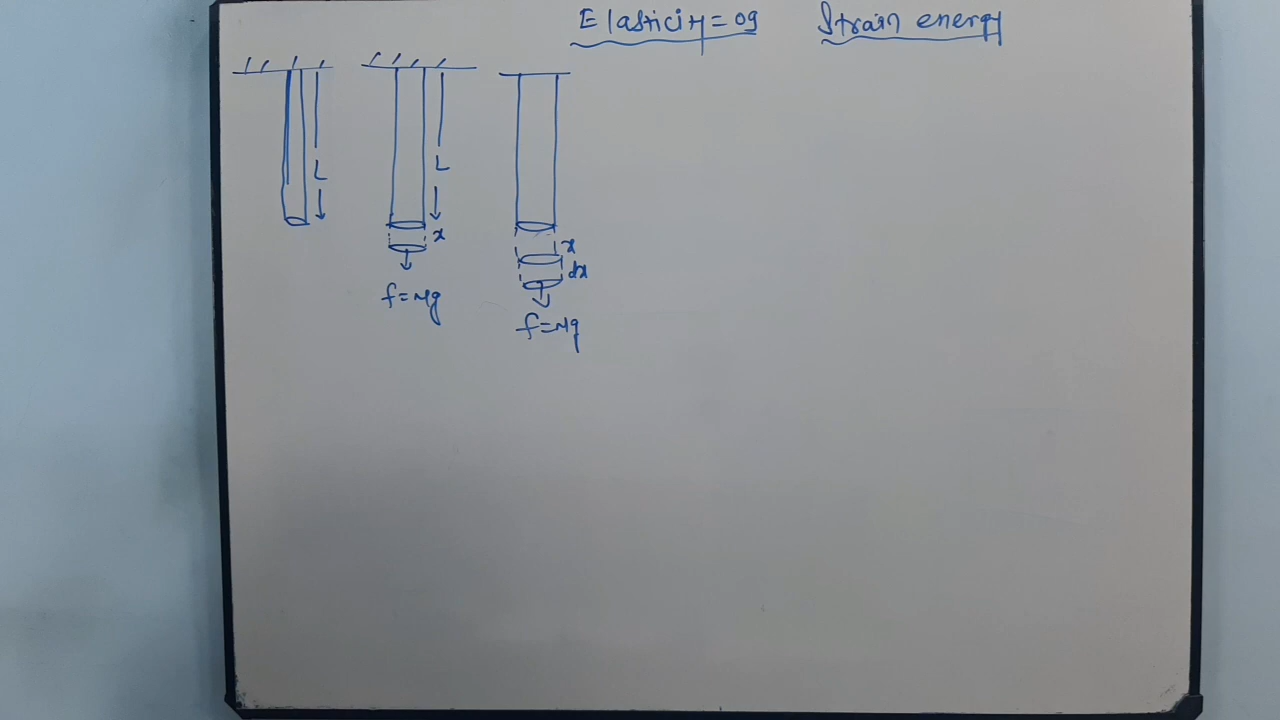 Elasticity = 09 Strain energy
L
L
x
f = Mg
x
dx
f = Mg